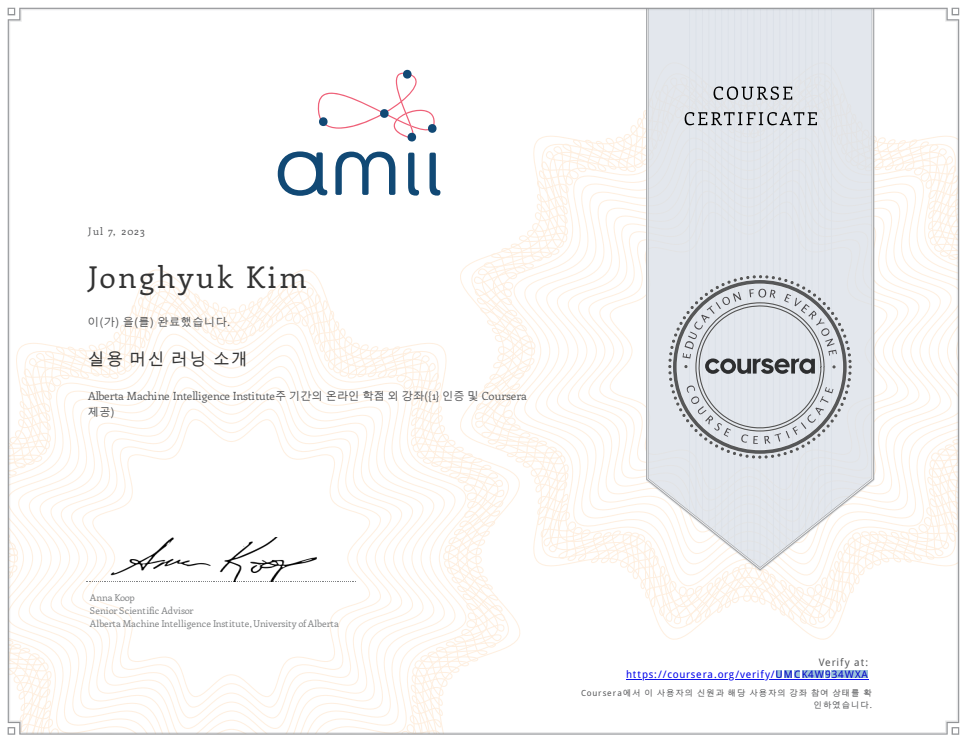 amii
COURSE
CERTIFICATE
Jul 7, 2023
Jonghyuk Kim
이(가) 을(를) 완료했습니다.
실용 머신 러닝 소개
Alberta Machine Intelligence Institute주 기간의 온라인 학점 외 강좌({1} 인증 및 Coursera
제공)
EDUCATION FOR EVERYONE
coursera
COURSE CERTIFICATE
Anna Koop
Anna Koop
Senior Scientific Advisor
Alberta Machine Intelligence Institute, University of Alberta
Verify at:
https://coursera.org/verify/UMCK4W934WXA
Coursera에서 이 사용자의 신원과 해당 사용자의 강좌 참여 상태를 확
인하였습니다.